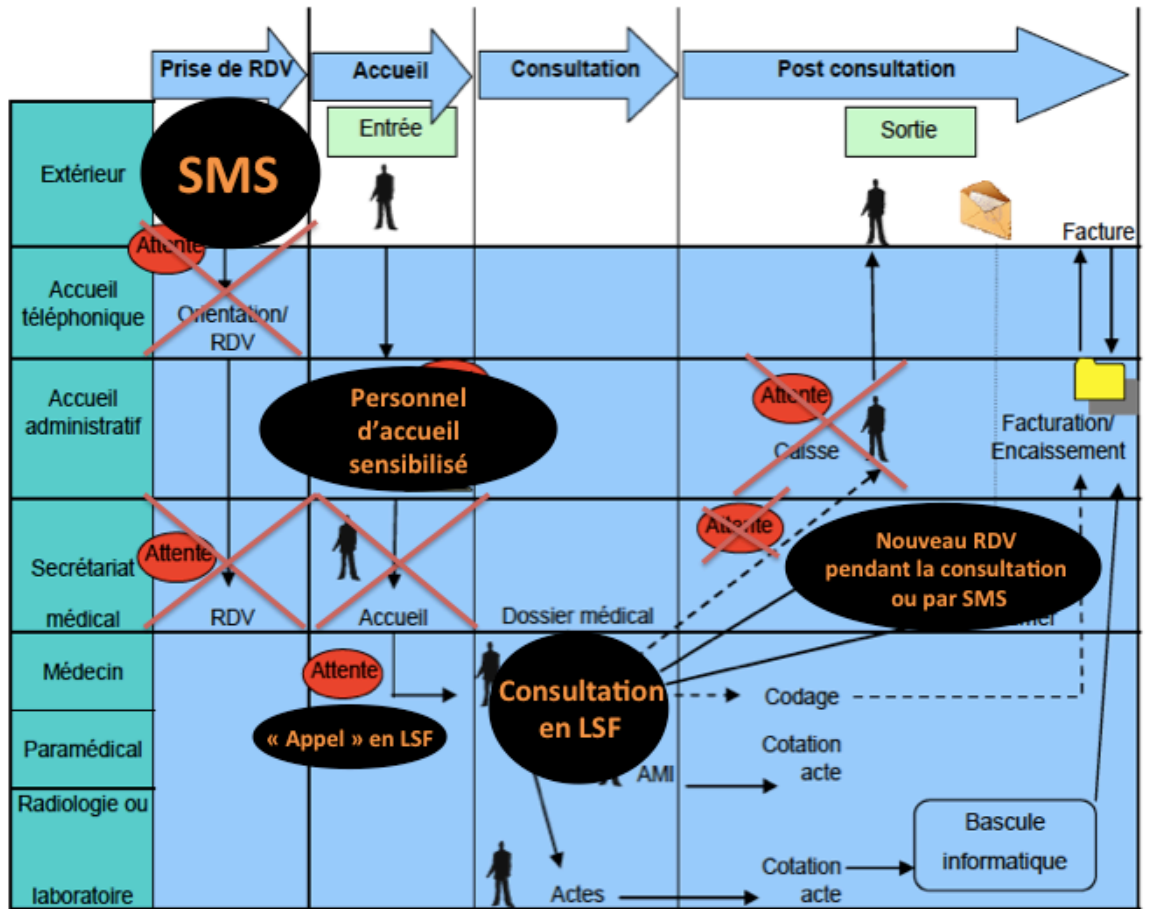 Prise de RDV
Accueil
Consultation
Post consultation
Extérieur
SMS
Entrée
Sortie
Facture
Attente
Accueil
téléphonique
Orientation/
RDV
Accueil
administratif
Personnel
d’accueil
sensibilisé
Attente
Caisse
Facturation/
Encaissement
Secrétariat
médical
Attente
RDV
Accueil
Dossier médical
Attente
Nouveau RDV
pendant la consultation
ou par SMS
Médecin
Attente
« Appel » en LSF
Consultation
en LSF
Codage
Paramédical
AMI
Cotation
acte
Radiologie ou
laboratoire
Actes
Cotation
acte
Bascule
informatique